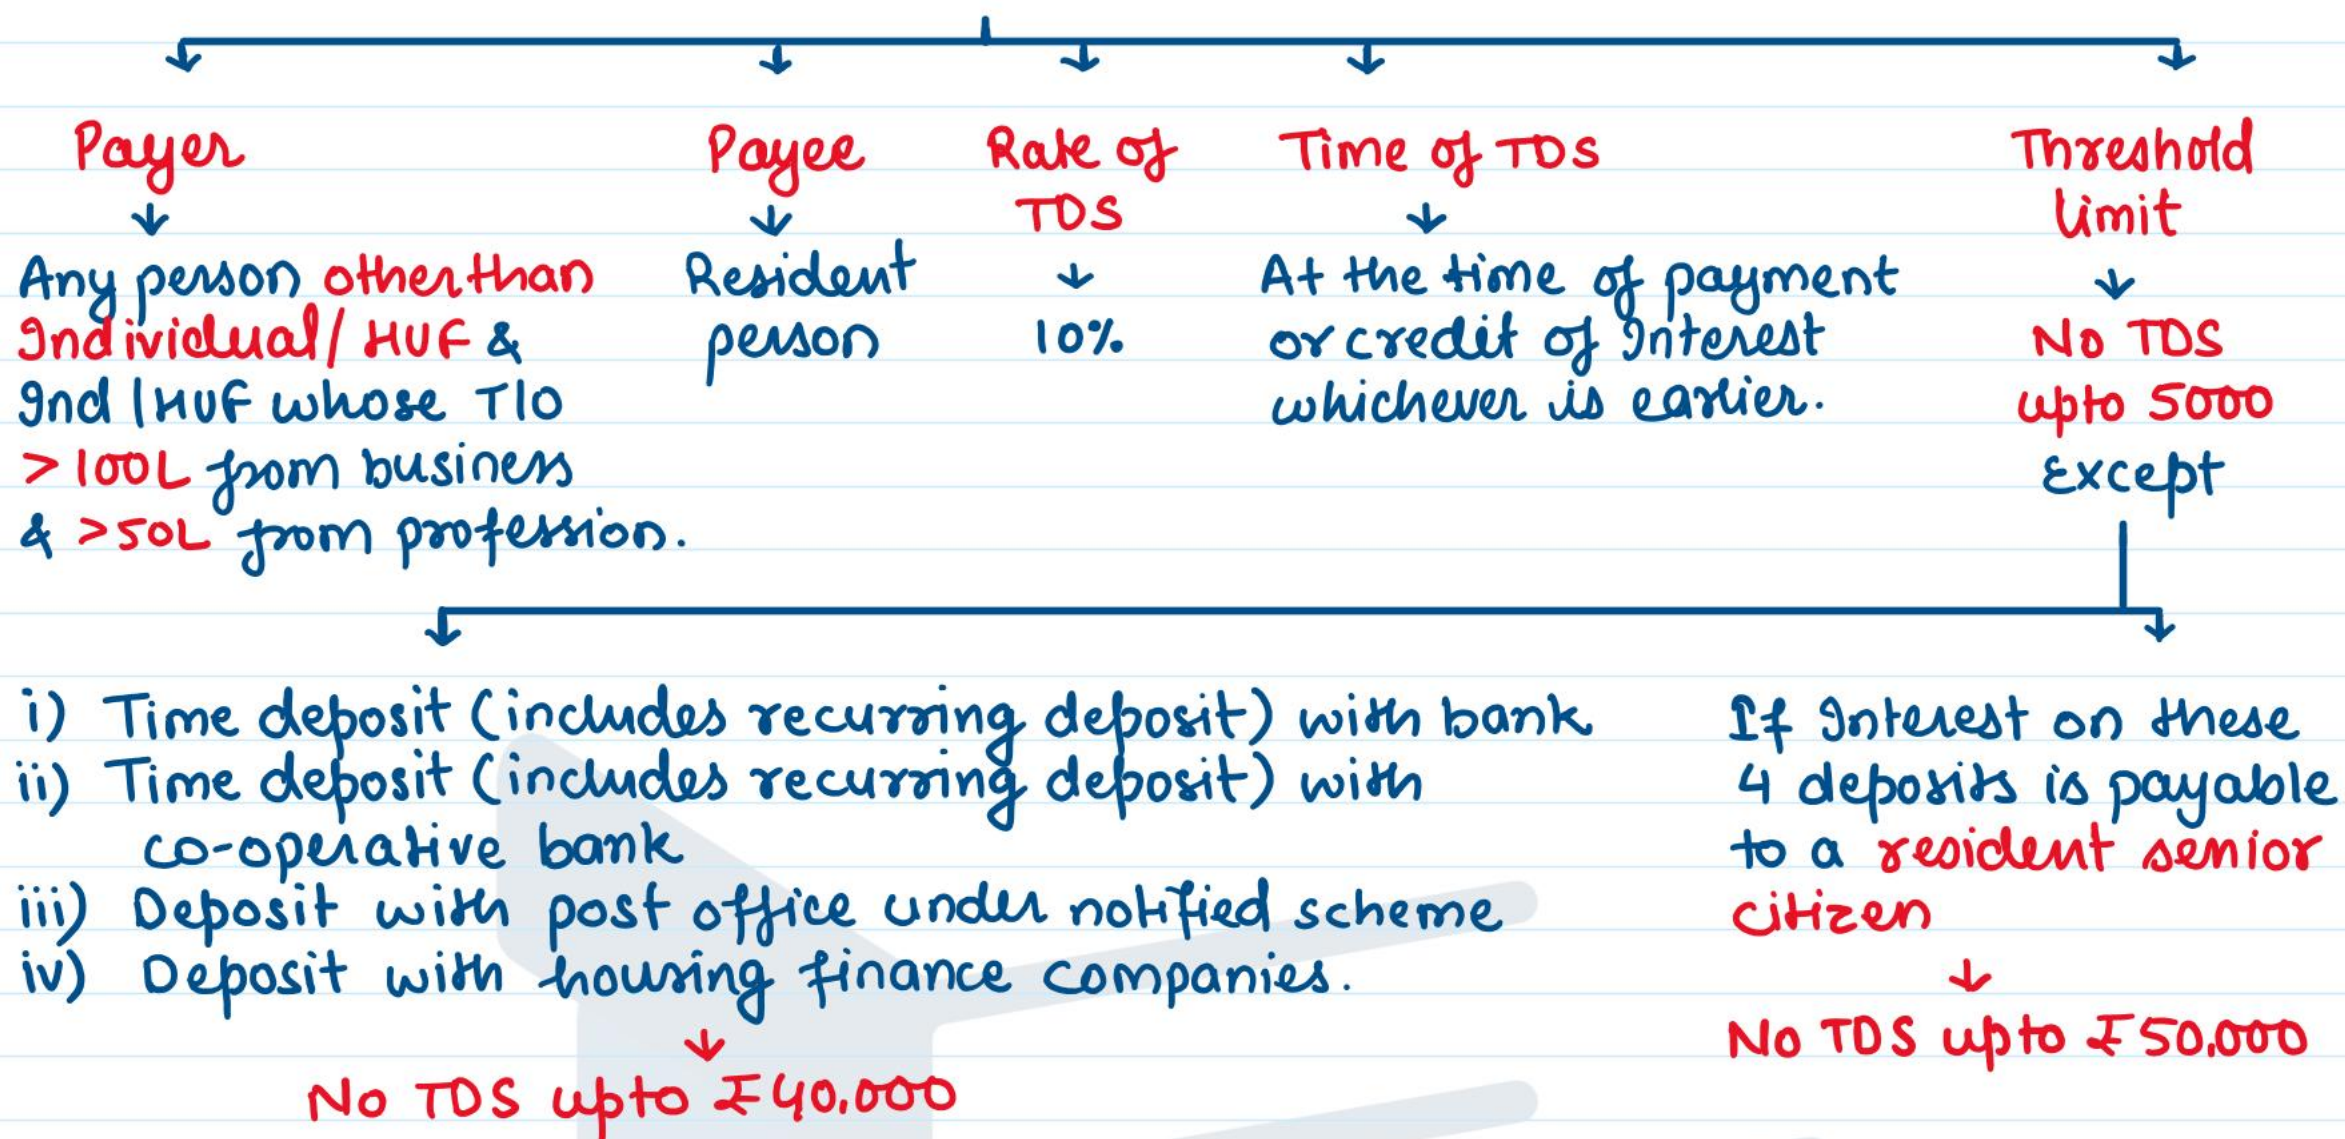 Payer
Any person other than
Individual/ HUF &
Ind | HUF whose T/O
> 100L from business
& > 50L from profession.
Payee
Resident
person
Rate of
TDS
10%
Time of TDS
At the time of payment
or credit of Interest
whichever is earlier.
Threshold
limit
No TDS
upto 5000
Except
i) Time deposit (includes recurring deposit) with bank
ii) Time deposit (includes recurring deposit) with
co-operative bank
iii) Deposit with post office under notified scheme
iv) Deposit with housing finance companies.
No TDS upto ₹40,000
If Interest on these
4 deposits is payable
to a resident senior
citizen
No TDS upto ₹50,000